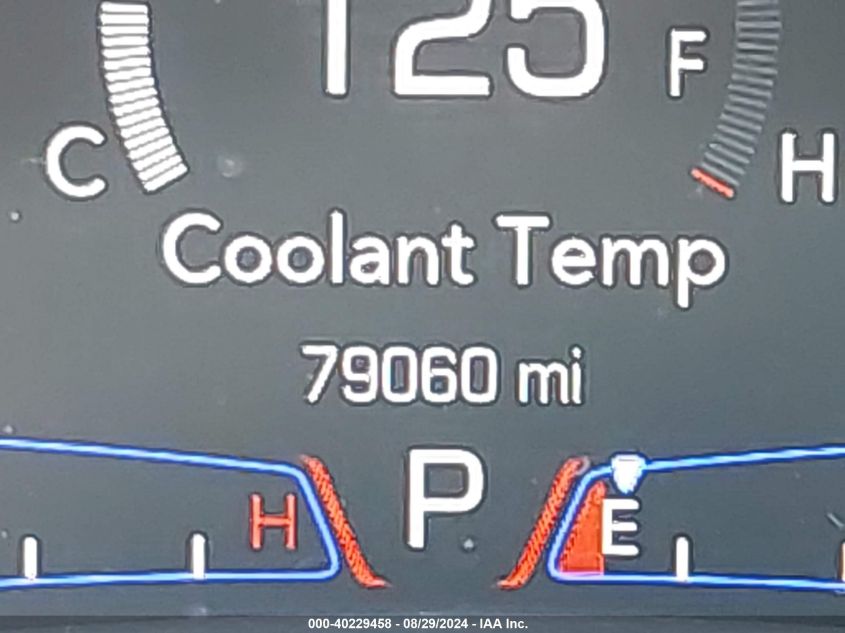 125 F
C H
Coolant Temp
79060 mi
P
H E
000-40229458 - 08/29/2024 - IAA Inc.